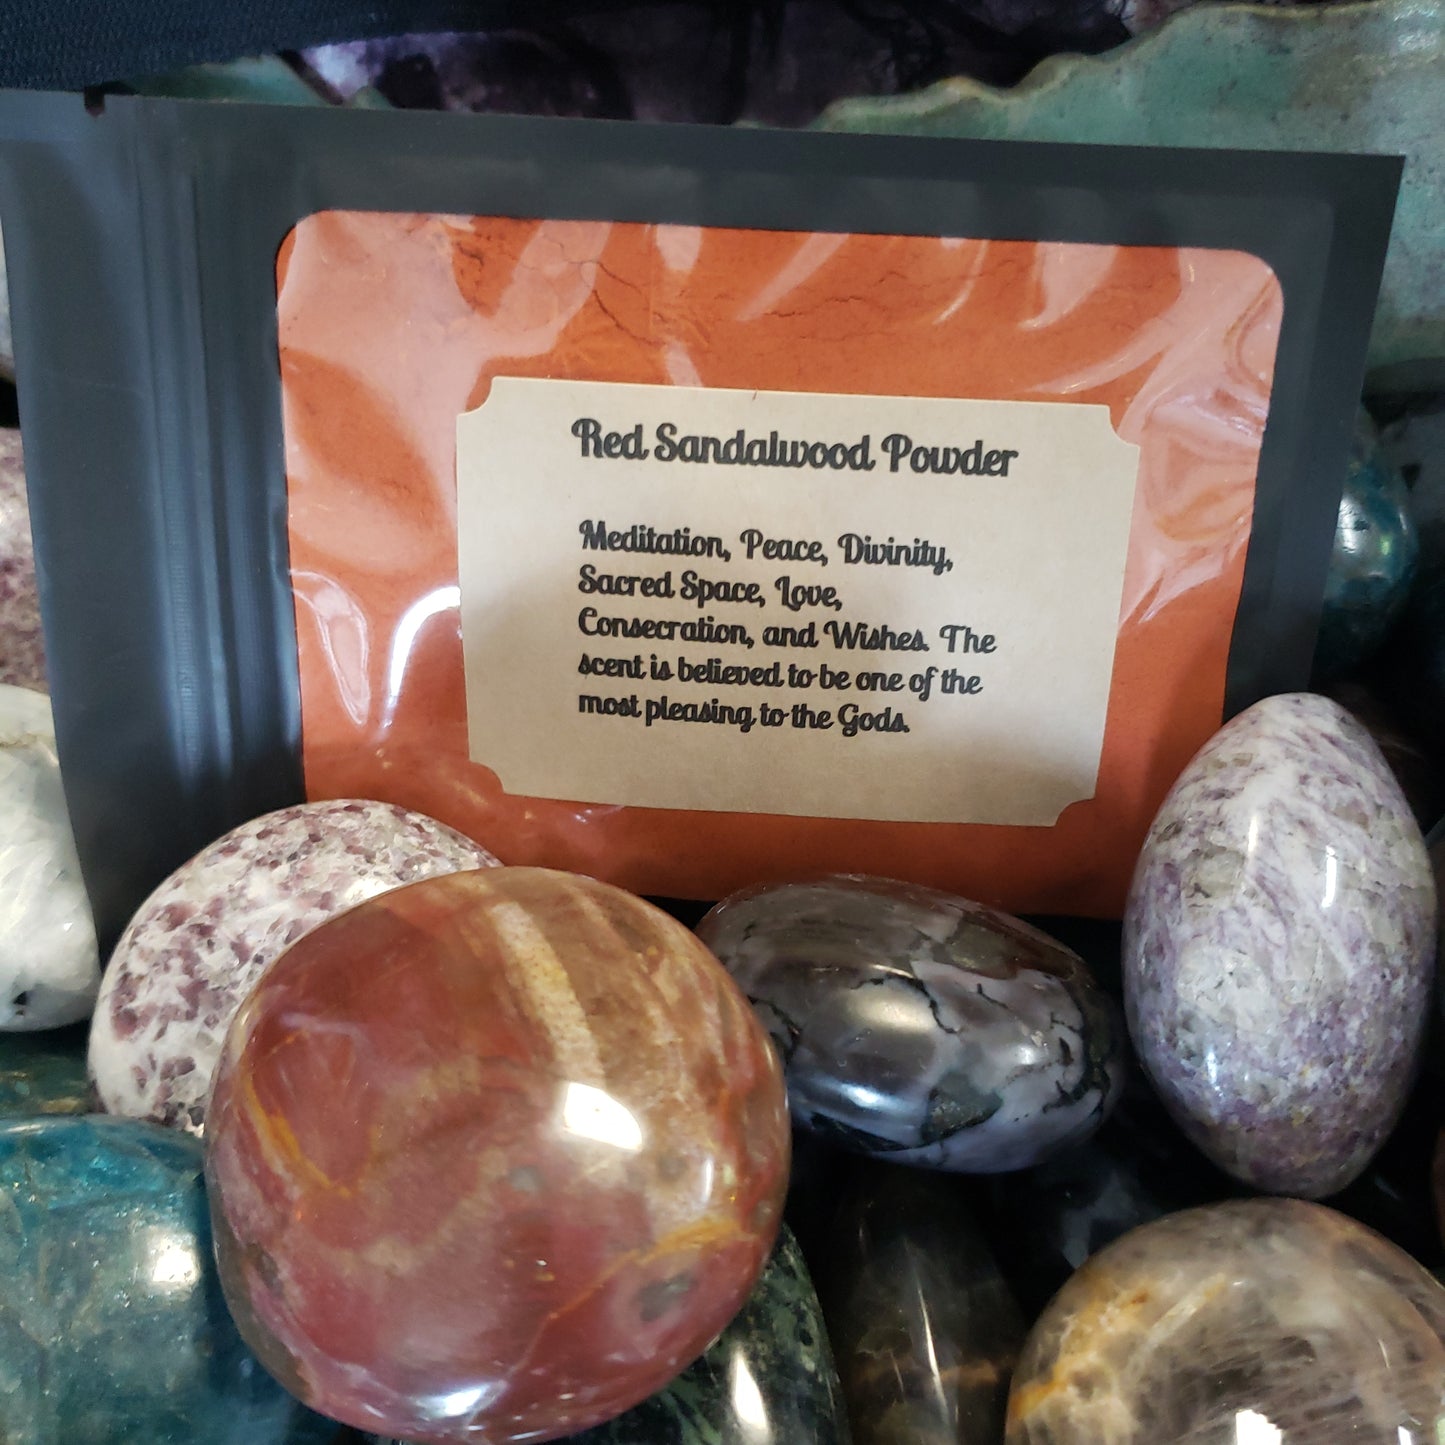 Red Sandalwood Powder
Meditation, Peace, Divinity,
Sacred Space, Love,
Consecration, and Wishes. The
scent is believed to be one of the
most pleasing to the Gods.